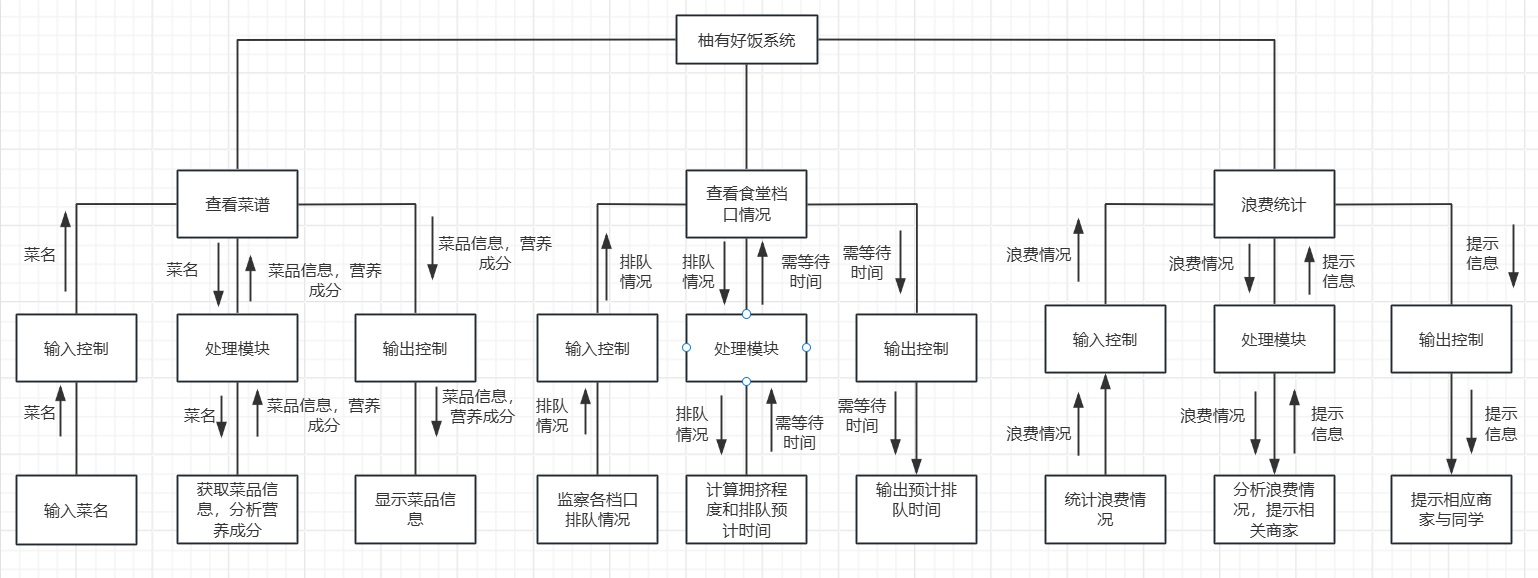 柚有好饭系统
查看菜谱
查看食堂档
口情况
浪费统计
菜名
菜名
菜品信息，营养
成分
菜品信息，营养
成分
排队
情况
排队
情况
需等待
时间
需等待
时间
浪费情况
浪费情况
提示
信息
提示
信息
输入控制
处理模块
输出控制
输入控制
处理模块
输出控制
输入控制
处理模块
输出控制
菜名
菜名
菜品信息，营养
成分
菜品信息，
营养成分
排队
情况
排队
情况
需等待
时间
需等待
时间
浪费情况
浪费情况
提示
信息
提示
信息
输入菜名
获取菜品信
息，分析营
养成分
显示菜品信
息
监察各档口
排队情况
计算拥挤程
度和排队预
计时间
输出预计排
队时间
统计浪费情
况
分析浪费情
况，提示相
关商家
提示相应商
家与同学